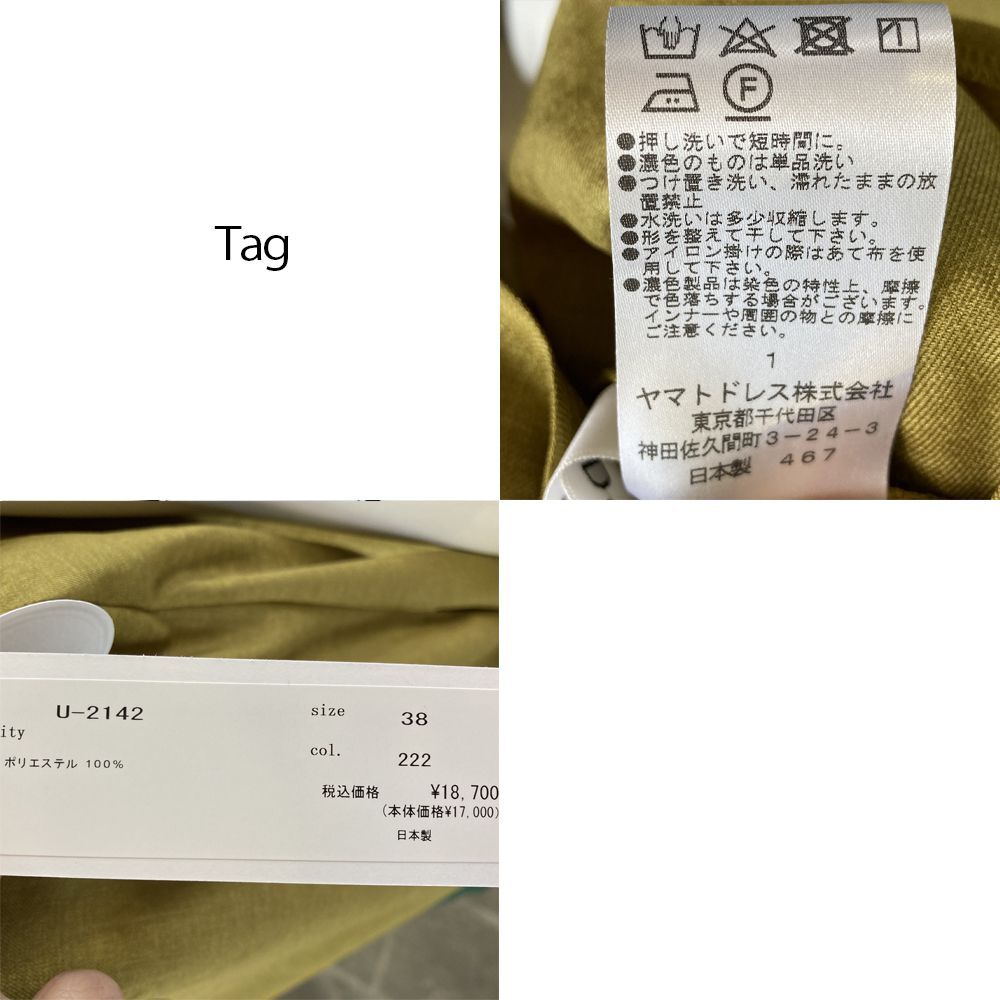 Tag
F
●押し洗いで短時間に。
●濃色のものは単品洗い
●つけ置き洗い、濡れたままの放
置禁止
●水洗いは多少収縮します。
●形を整えて干して下さい。
●アイロン掛けの際はあて布を使
用して下さい。
●濃色製品は染色の特性上、摩擦
で色落ちする場合がございます。
インナーや周囲の物との摩擦に
ご注意ください。
1
ヤマトドレス株式会社
東京都千代田区
神田佐久間町3-24-3
日本製 467
U-2142
ity
ポリエステル 100%
size 38
col. 222
税込価格 ¥18,700
(本体価格¥17,000)
日本製